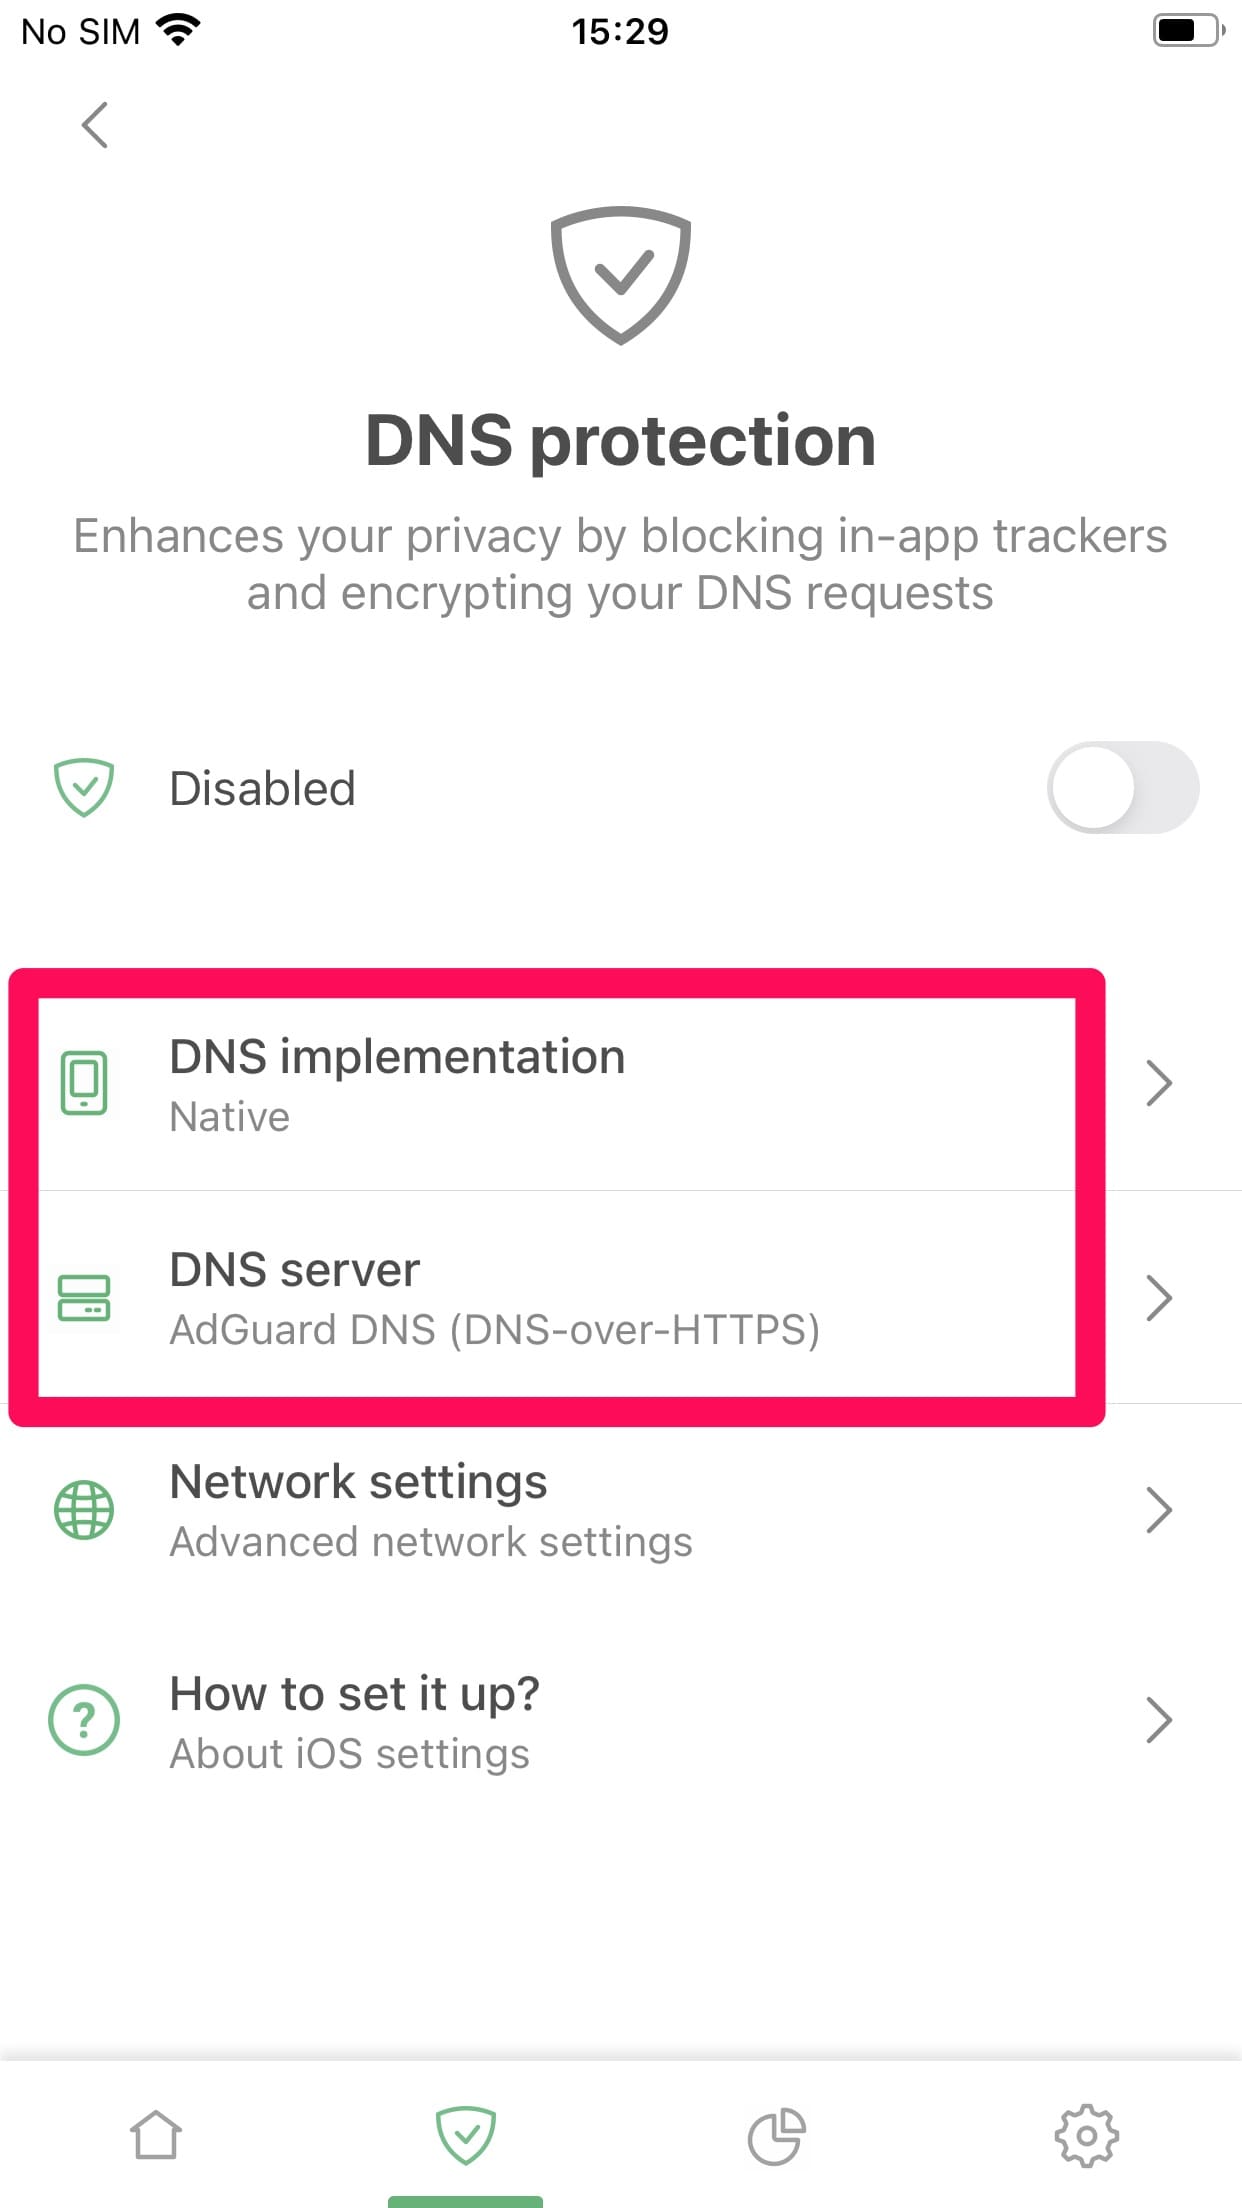 No SIM 15:29
DNS protection
Enhances your privacy by blocking in-app trackers
and encrypting your DNS requests
Disabled
DNS implementation
Native
DNS server
AdGuard DNS (DNS-over-HTTPS)
Network settings
Advanced network settings
How to set it up?
About iOS settings